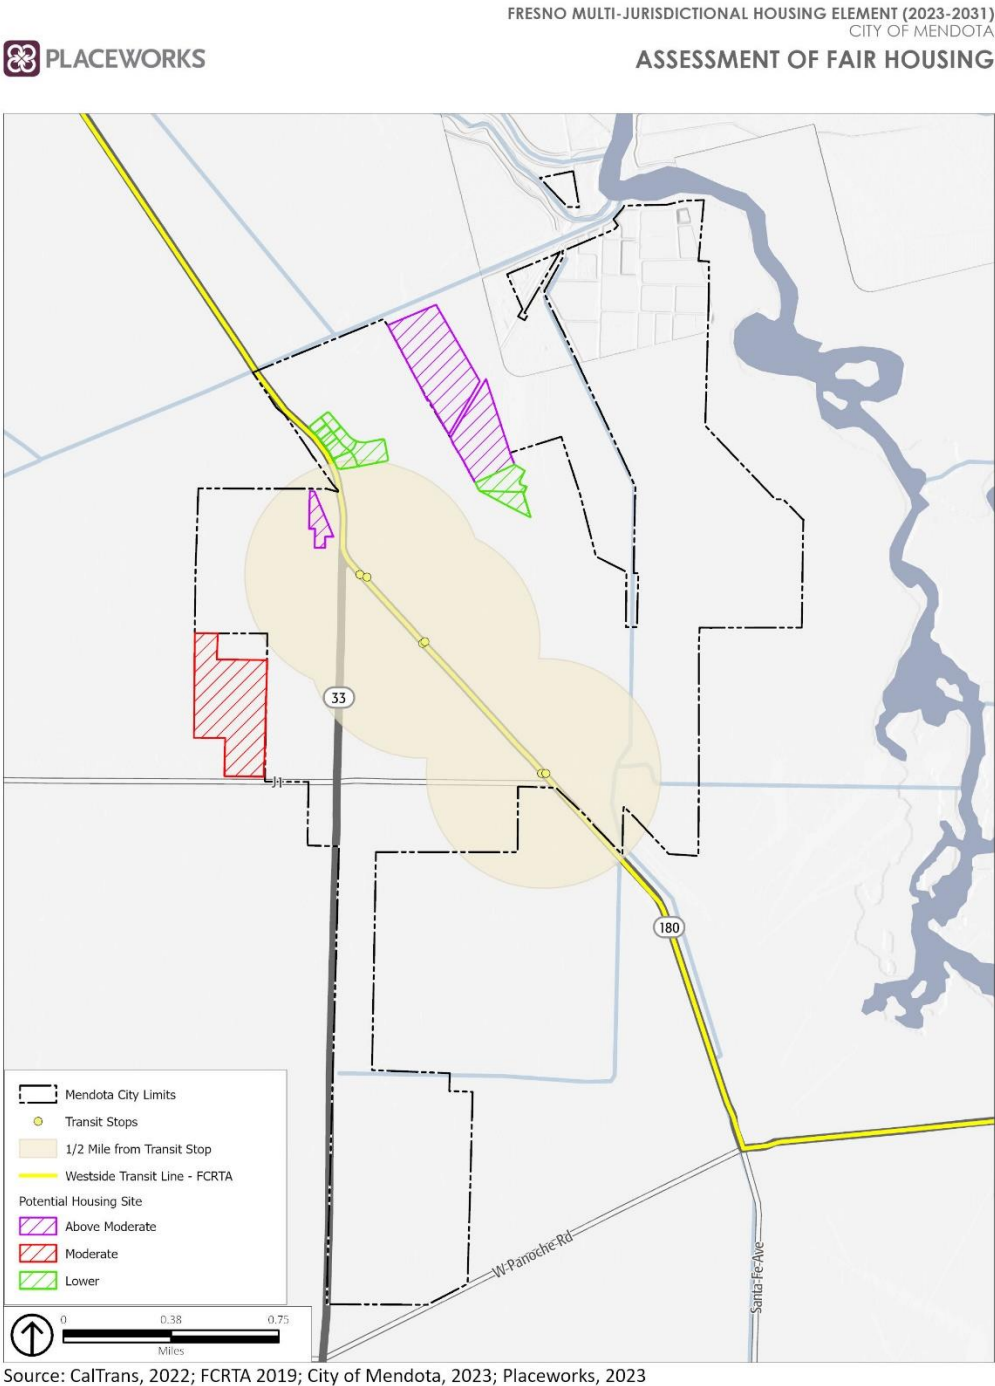 FRESNO MULTI-JURISDICTIONAL HOUSING ELEMENT (2023-2031)
CITY OF MENDOTA
PLACEWORKS
ASSESSMENT OF FAIR HOUSING
33
J1
180
W Panoche Rd
Santa Fe Ave
Mendota City Limits
Transit Stops
1/2 Mile from Transit Stop
Westside Transit Line - FCRTA
Potential Housing Site
Above Moderate
Moderate
Lower
0 0.38 0.75
Miles
Source: CalTrans, 2022; FCRTA 2019; City of Mendota, 2023; Placeworks, 2023